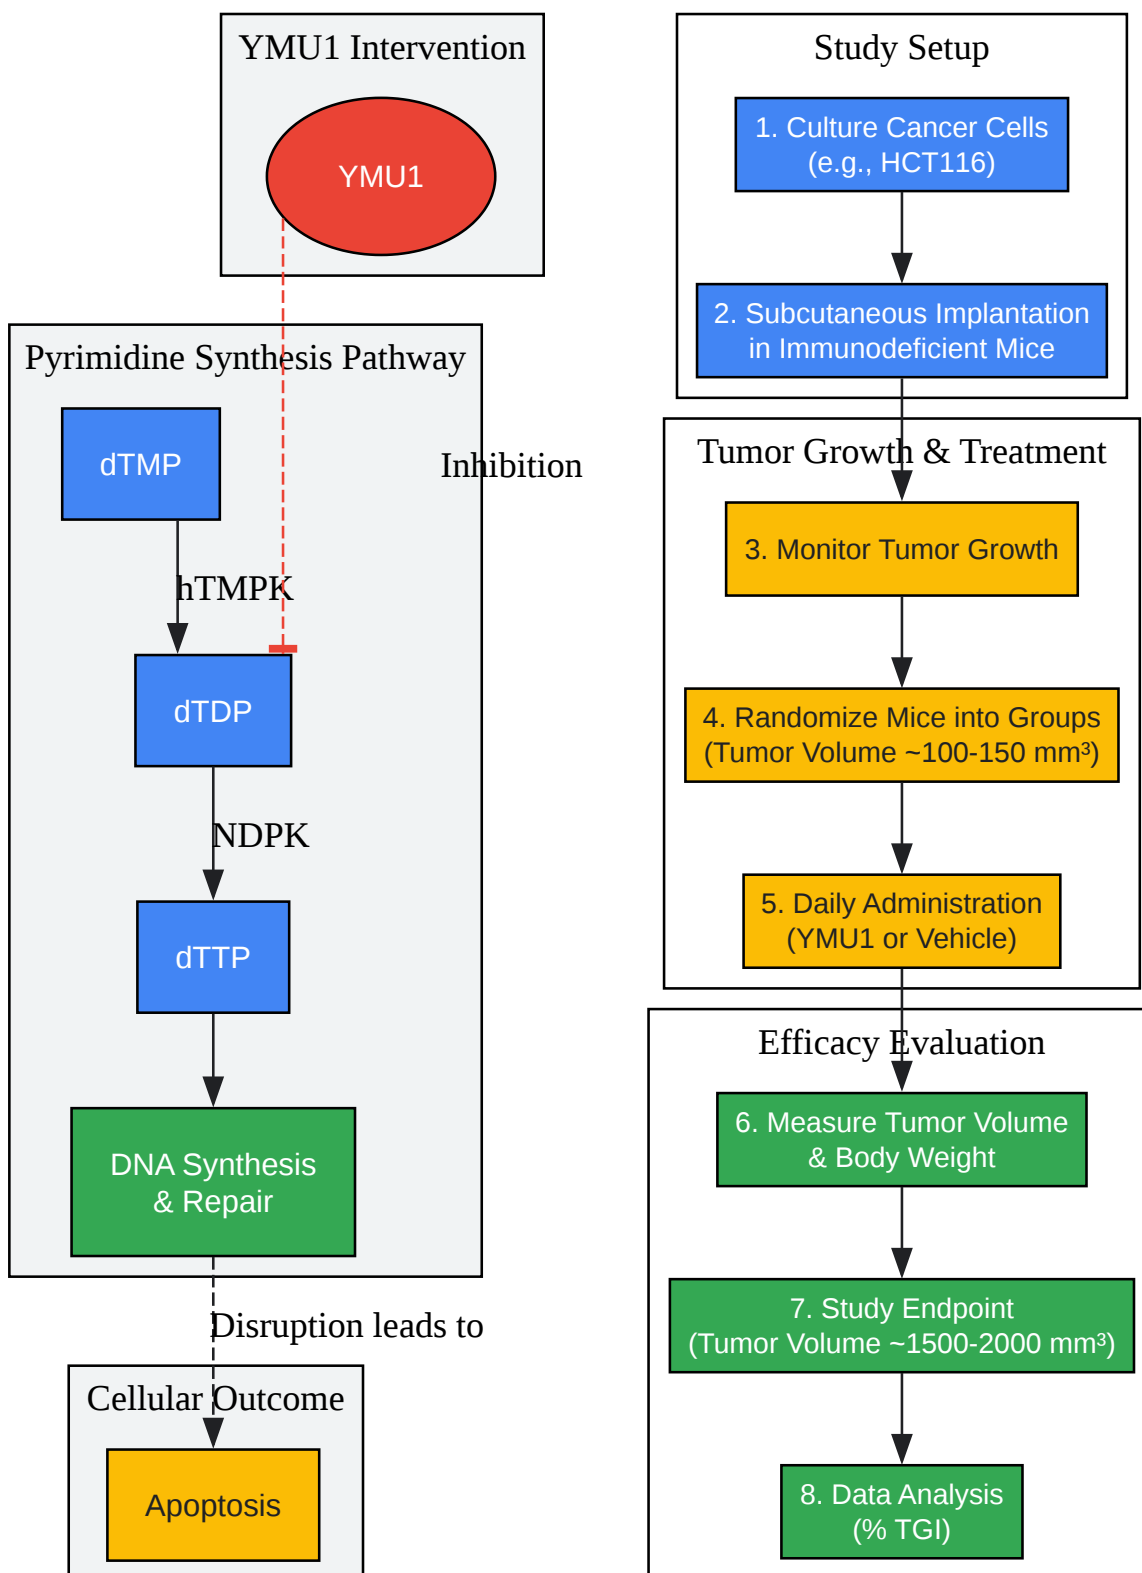 YMU1 Intervention
YMU1
Pyrimidine Synthesis Pathway
dTMP
Inhibition
hTMPK
dTDP
NDPK
dTTP
DNA Synthesis
& Repair
Disruption leads to
Cellular Outcome
Apoptosis
Study Setup
1. Culture Cancer Cells
(e.g., HCT116)
2. Subcutaneous Implantation
in Immunodeficient Mice
Tumor Growth & Treatment
3. Monitor Tumor Growth
4. Randomize Mice into Groups
(Tumor Volume ~100-150 mm³)
5. Daily Administration
(YMU1 or Vehicle)
Efficacy Evaluation
6. Measure Tumor Volume
& Body Weight
7. Study Endpoint
(Tumor Volume ~1500-2000 mm³)
8. Data Analysis
(% TGI)